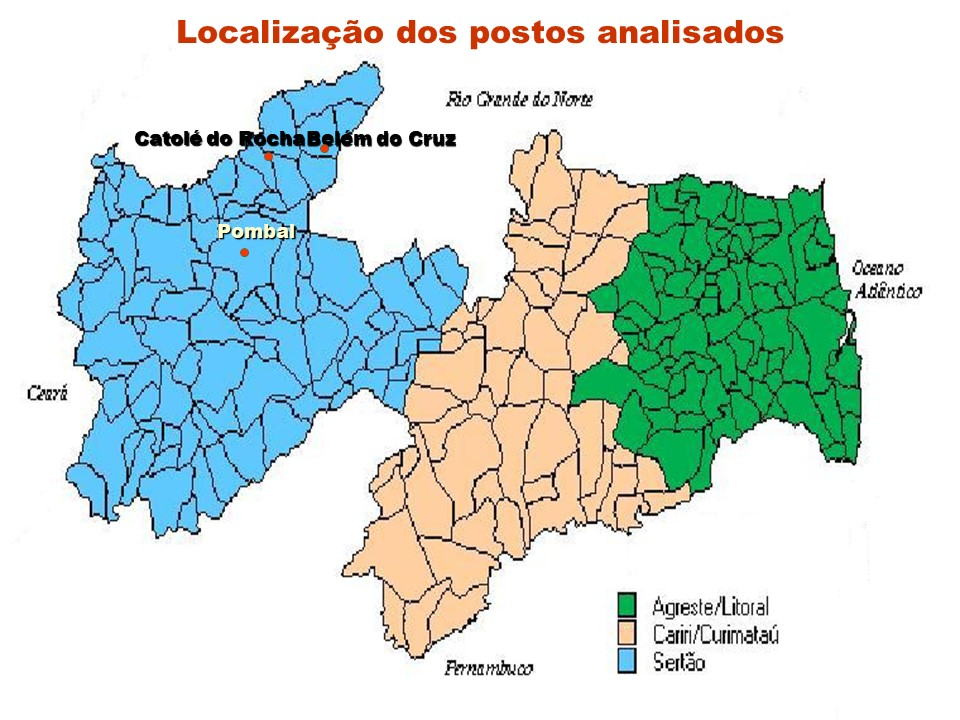 Localização dos postos analisados
Rio Grande do Norte
Catolé do Rocha
Belém do Cruz
Pombal
Oceano
Atlântico
Ceará
Agreste/Litoral
Cariri/Curimataú
Sertão
Pernambuco